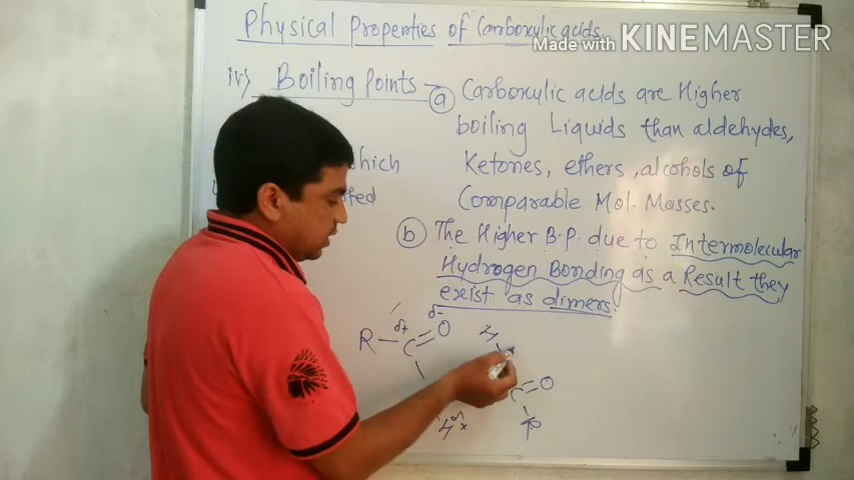 Physical Properties of Carboxylic acids
Made with KINEMASTER
iv) Boiling Points → (a) Carboxylic acids are Higher
boiling Liquids than aldehydes,
which Ketones, ethers, alcohols of
Comparable Mol. Masses.
(b) The Higher B.P. due to Intermolecular
Hydrogen Bonding as a Result they
exist as dimers.
R - C = O
δ+ δ-
H
C = O
R
H